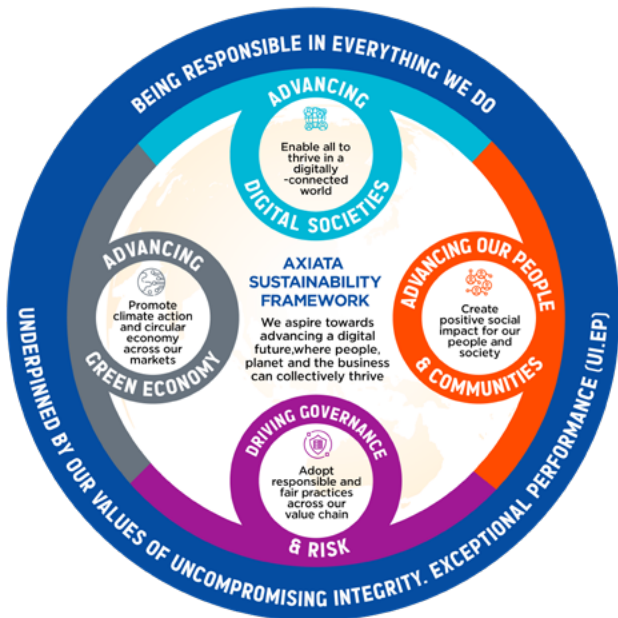 BEING RESPONSIBLE IN EVERYTHING WE DO
ADVANCING
Enable all to
thrive in a
digitally
-connected
world
DIGITAL SOCIETIES
ADVANCING
Promote
climate action
and circular
economy
across our
markets
GREEN ECONOMY
AXIATA
SUSTAINABILITY
FRAMEWORK
We aspire towards
advancing a digital
future,where people,
planet and the business
can collectively thrive
ADVANCING OUR PEOPLE
Create
positive social
impact for our
people and
society
& COMMUNITIES
DRIVING GOVERNANCE
Adopt
responsible and
fair practices
across our
value chain
& RISK
UNDERPINNED BY OUR VALUES OF UNCOMPROMISING INTEGRITY. EXCEPTIONAL PERFORMANCE (UI.EP)